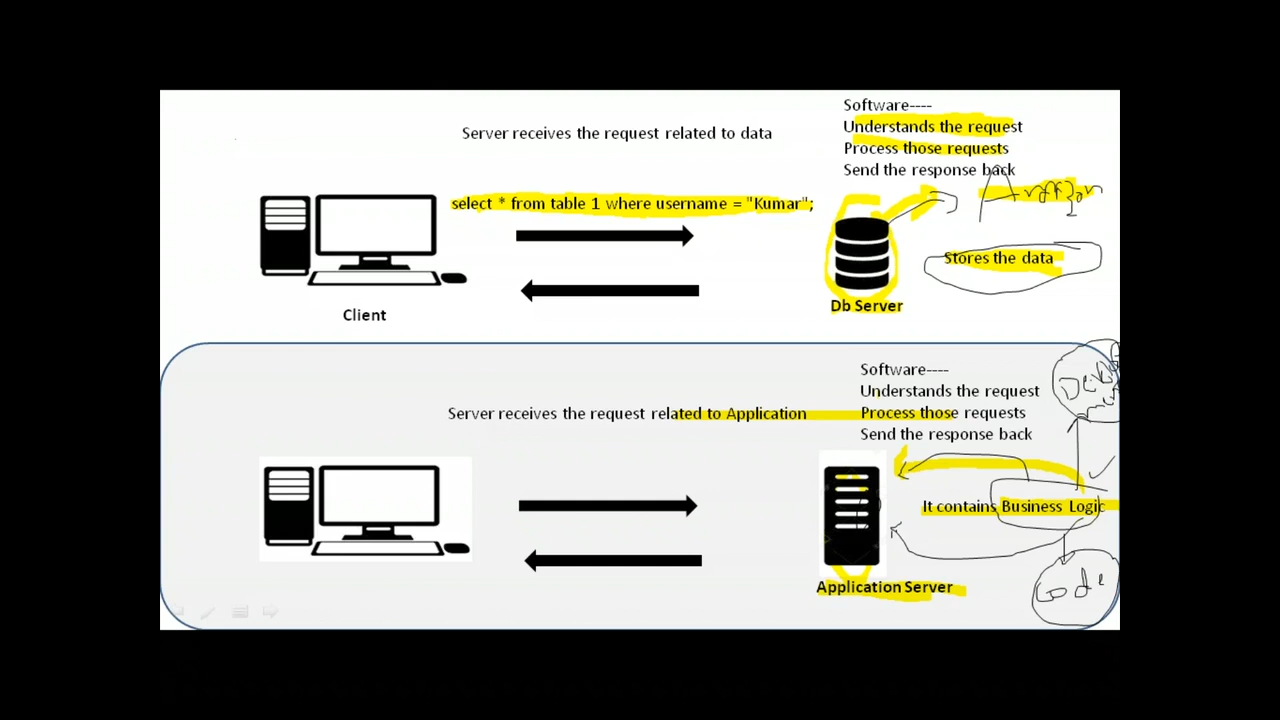 Software----
Understands the request
Process those requests
Send the response back
Server receives the request related to data
select * from table 1 where username = "Kumar";
Stores the data
Db Server
Client
Software----
Understands the request
Process those requests
Send the response back
Server receives the request related to Application
It contains Business Logic
Application Server
Code